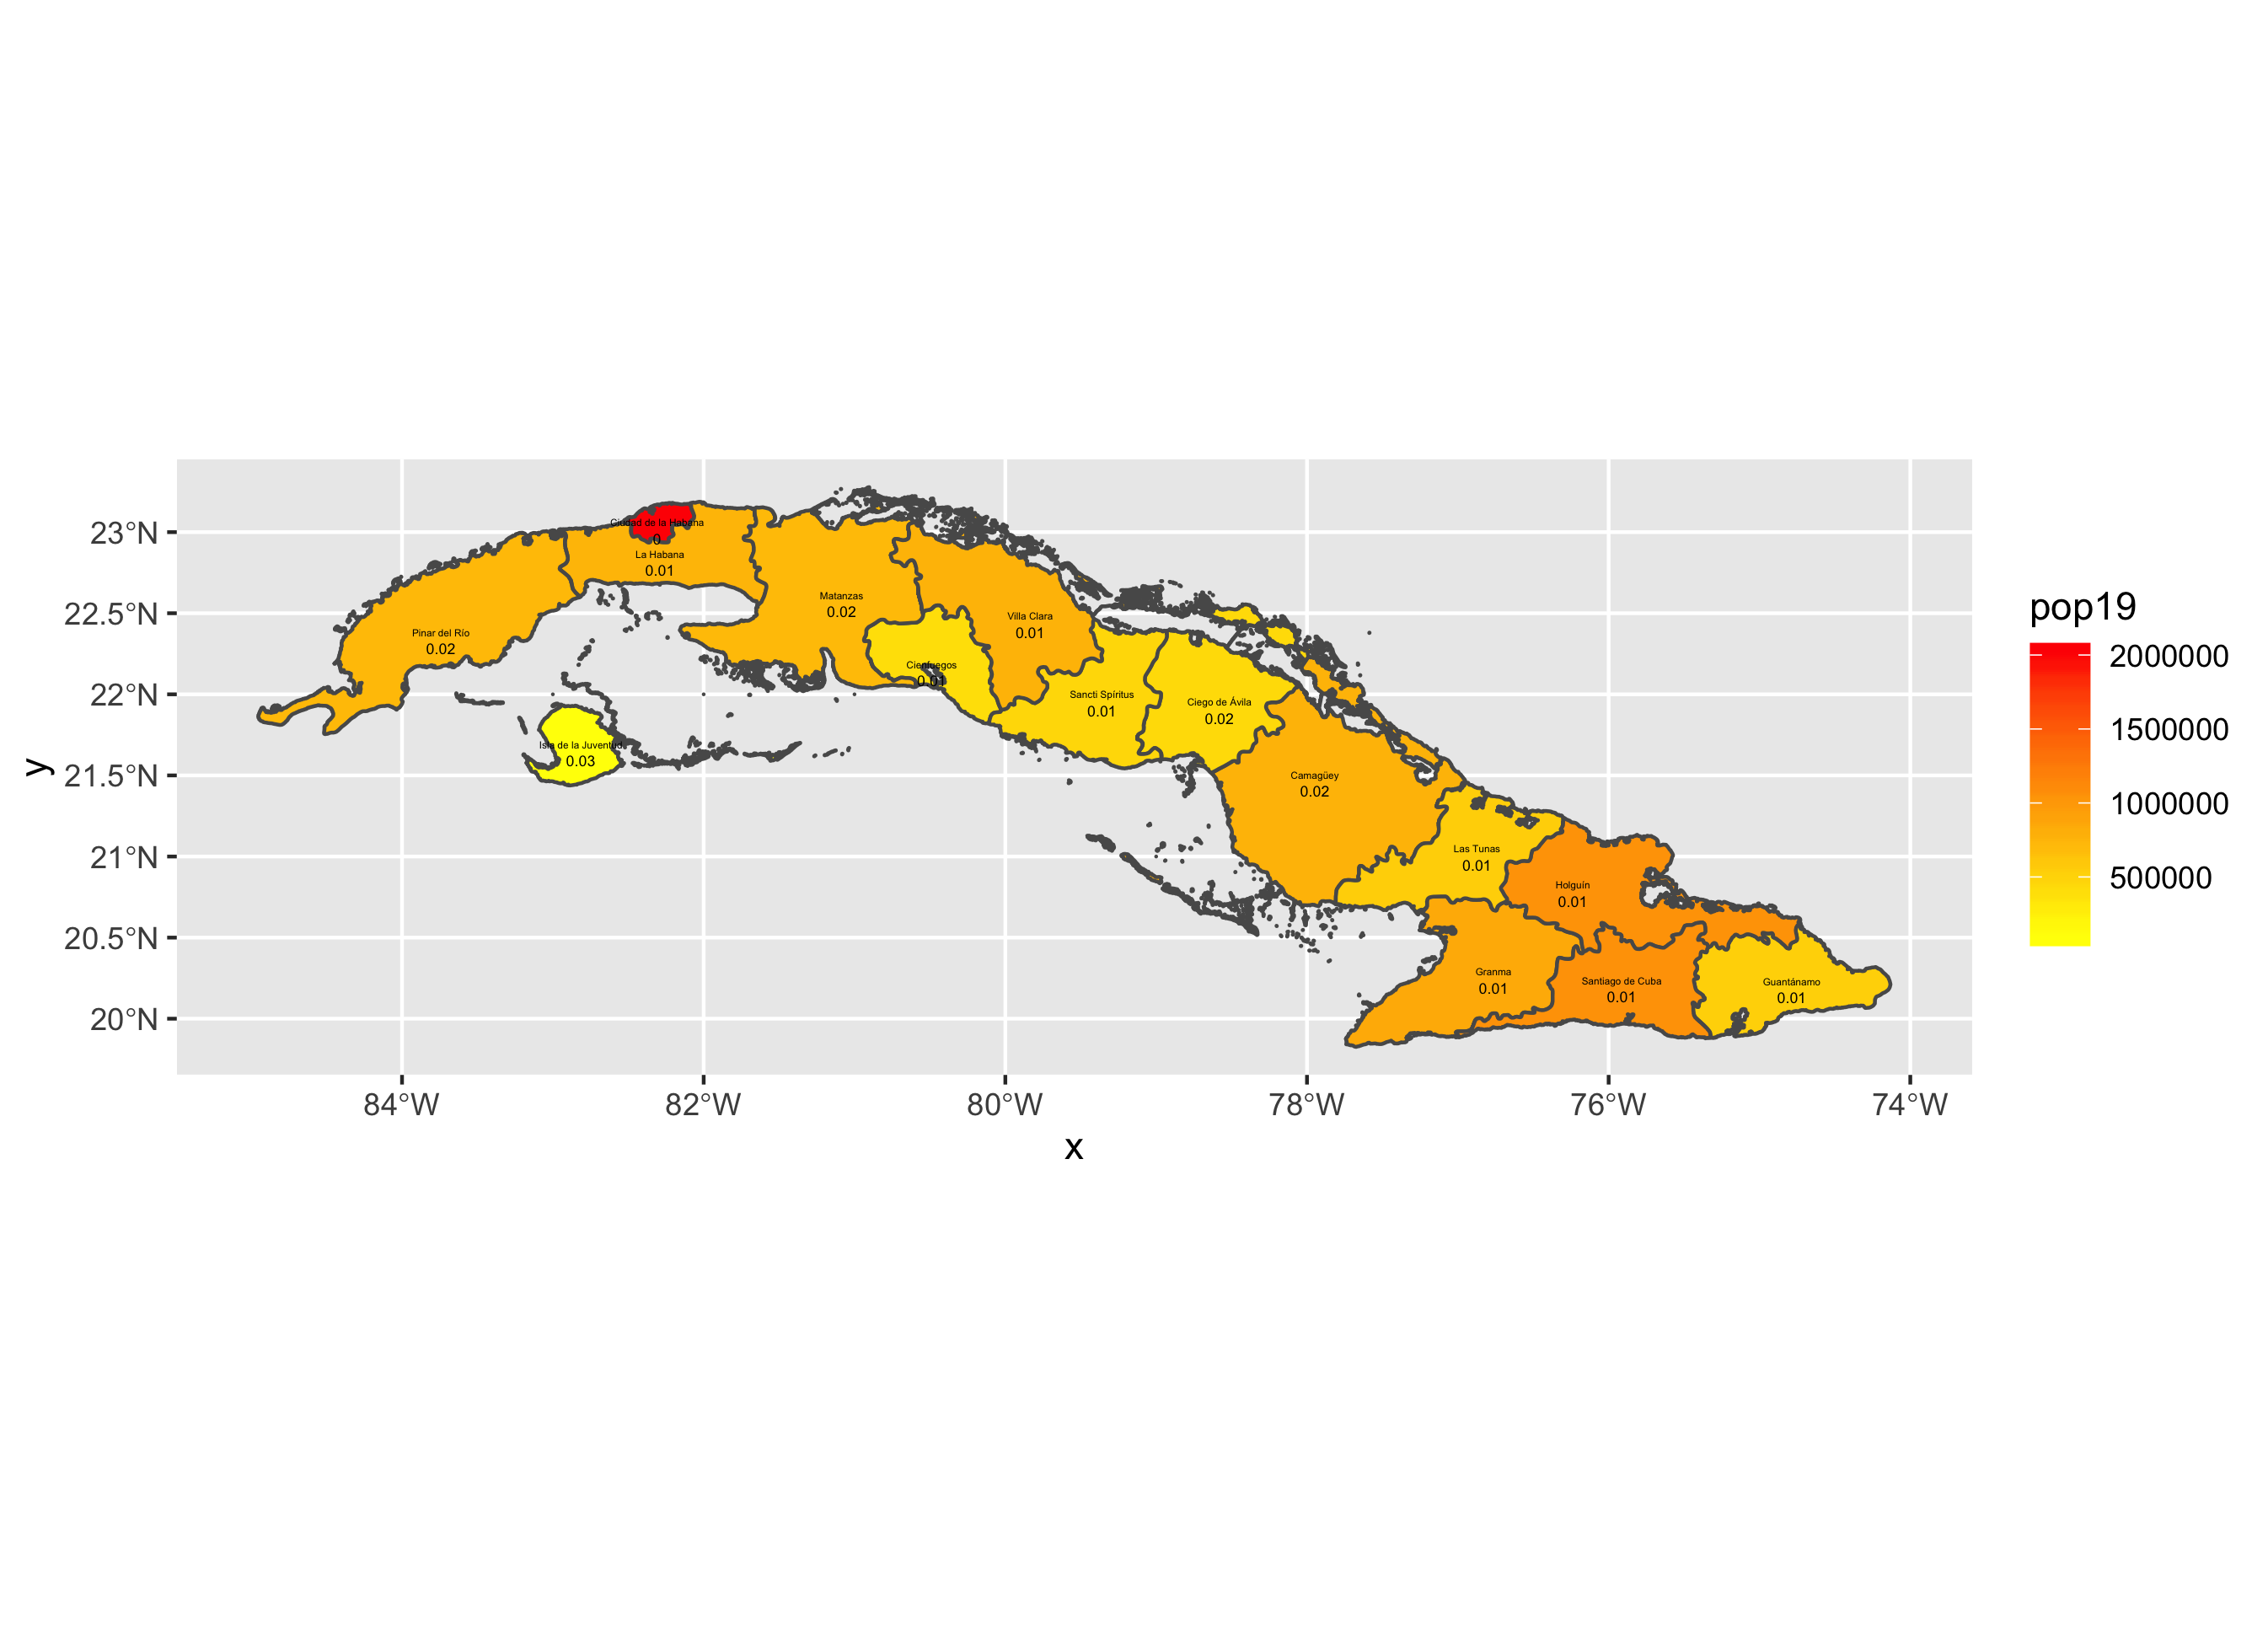 23°N
22.5°N
22°N
21.5°N
21°N
20.5°N
20°N
y
84°W
82°W
80°W
78°W
76°W
74°W
x
Ciudad de la Habana
0
La Habana
0.01
Pinar del Río
0.02
Matanzas
0.02
Villa Clara
0.01
Cienfuegos
0.01
Isla de la Juventud
0.03
Sancti Spíritus
0.01
Ciego de Ávila
0.02
Camagüey
0.02
Las Tunas
0.01
Holguín
0.01
Granma
0.01
Santiago de Cuba
0.01
Guantánamo
0.01
pop19
2000000
1500000
1000000
500000